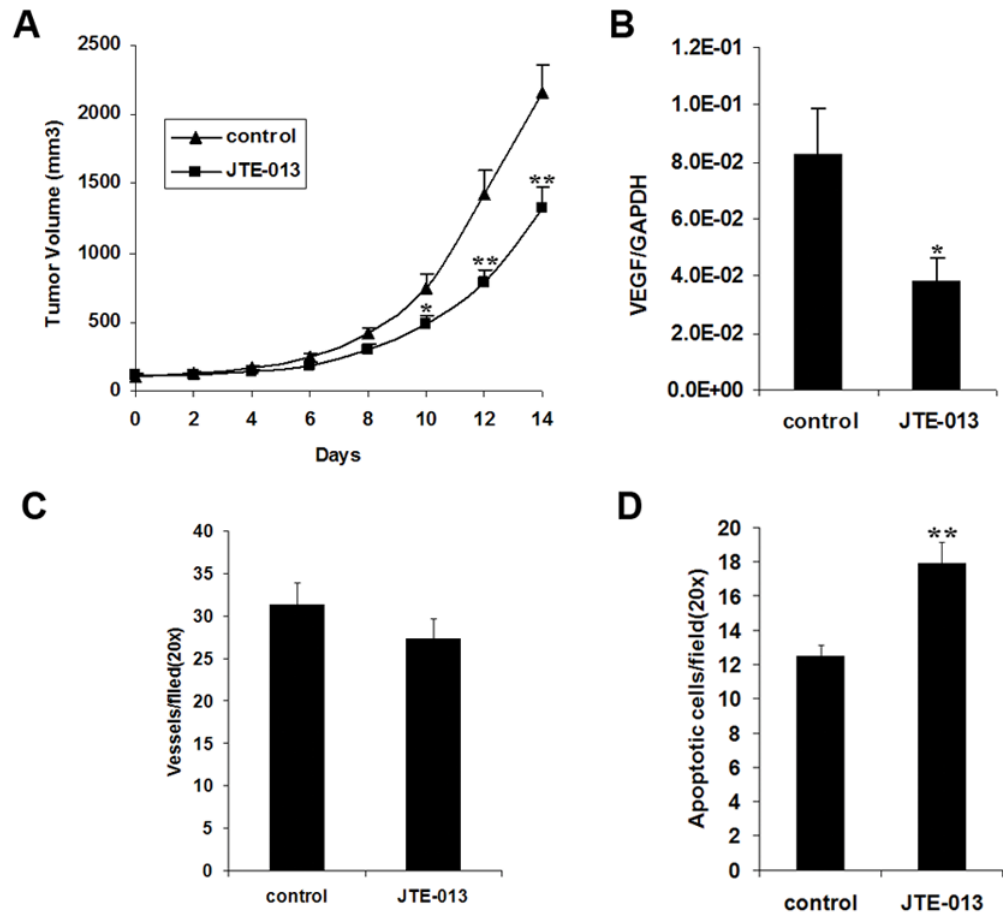 A
Tumor Volume (mm3)
2500
2000
1500
1000
500
0
control
JTE-013
*
**
**
0 2 4 6 8 10 12 14
Days
B
VEGF/GAPDH
1.2E-01
1.0E-01
8.0E-02
6.0E-02
4.0E-02
2.0E-02
0.0E+00
*
control JTE-013
C
Vessels/filed(20x)
40
35
30
25
20
15
10
5
0
control JTE-013
D
Apoptotic cells/field(20x)
20
18
16
14
12
10
8
6
4
2
0
**
control JTE-013